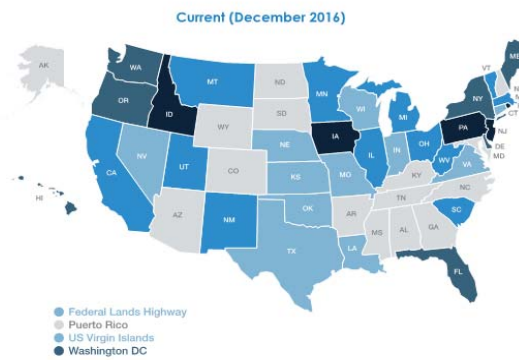 Current (December 2016)
AK
WA
OR
ID
MT
ND
MN
WI
MI
VT
ME
NY
CT
NJ
DE
MD
SD
WY
NE
IA
IL
IN
OH
PA
WV
VA
NV
UT
CO
KS
MO
KY
CA
NC
TN
SC
AZ
NM
OK
AR
MS
AL
GA
TX
LA
FL
HI
Federal Lands Highway
Puerto Rico
US Virgin Islands
Washington DC